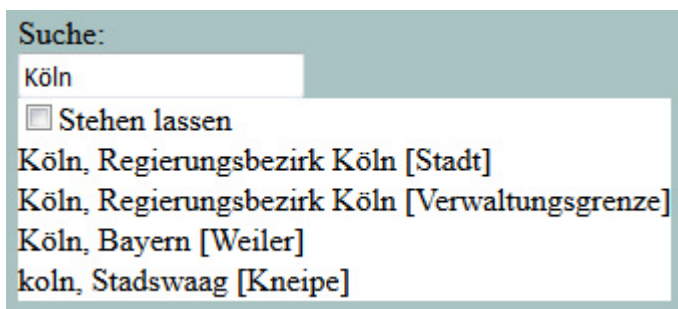 Suche:
Köln
Stehen lassen
Köln, Regierungsbezirk Köln [Stadt]
Köln, Regierungsbezirk Köln [Verwaltungsgrenze]
Köln, Bayern [Weiler]
koln, Stadswaag [Kneipe]